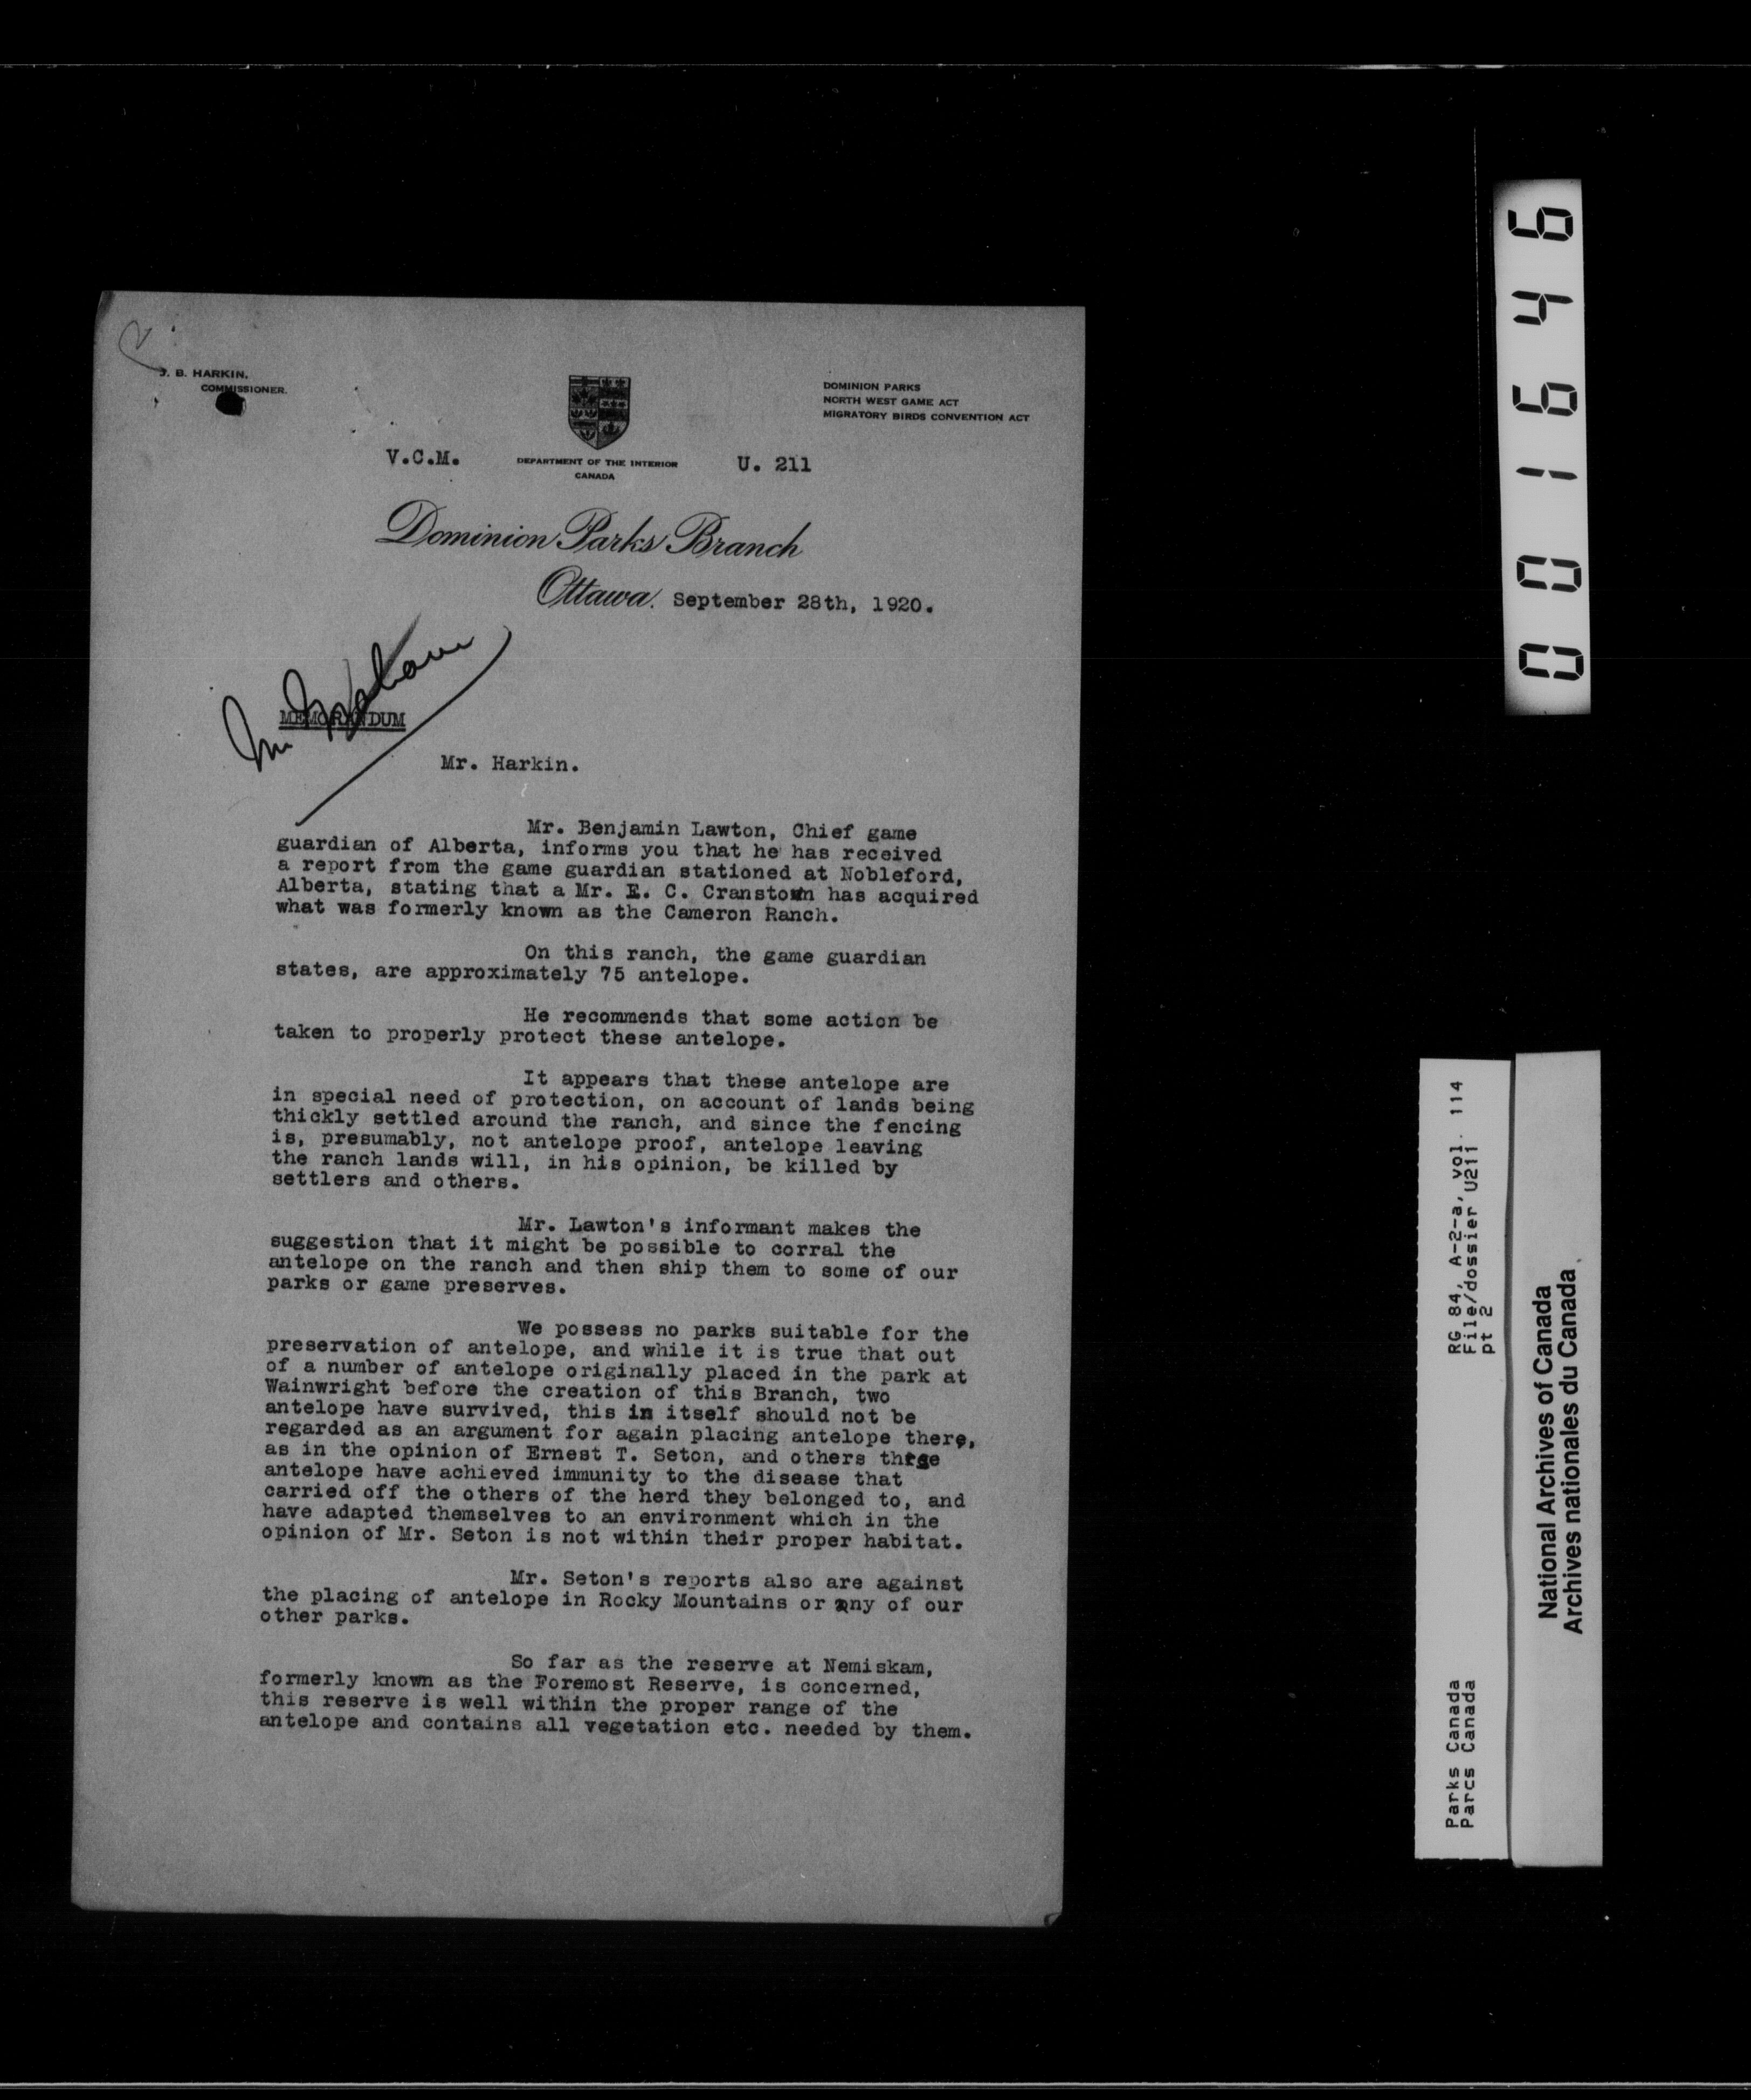 J. B. HARKIN.
COMMISSIONER.
DOMINION PARKS
NORTH WEST GAME ACT
MIGRATORY BIRDS CONVENTION ACT
V.C.M.
DEPARTMENT OF THE INTERIOR
CANADA
U. 211
Dominion Parks Branch
Ottawa. September 28th, 1920.
MEMORANDUM
Mr. Harkin.
Mr. Benjamin Lawton, Chief game
guardian of Alberta, informs you that he has received
a report from the game guardian stationed at Nobleford,
Alberta, stating that a Mr. E. C. Cranstoun has acquired
what was formerly known as the Cameron Ranch.
On this ranch, the game guardian
states, are approximately 75 antelope.
He recommends that some action be
taken to properly protect these antelope.
It appears that these antelope are
in special need of protection, on account of lands being
thickly settled around the ranch, and since the fencing
is, presumably, not antelope proof, antelope leaving
the ranch lands will, in his opinion, be killed by
settlers and others.
Mr. Lawton's informant makes the
suggestion that it might be possible to corral the
antelope on the ranch and then ship them to some of our
parks or game preserves.
We possess no parks suitable for the
preservation of antelope, and while it is true that out
of a number of antelope originally placed in the park at
Wainwright before the creation of this Branch, two
antelope have survived, this in itself should not be
regarded as an argument for again placing antelope there,
as in the opinion of Ernest T. Seton, and others these
antelope have achieved immunity to the disease that
carried off the others of the herd they belonged to, and
have adapted themselves to an environment which in the
opinion of Mr. Seton is not within their proper habitat.
Mr. Seton's reports also are against
the placing of antelope in Rocky Mountains or any of our
other parks.
So far as the reserve at Nemiskam,
formerly known as the Foremost Reserve, is concerned,
this reserve is well within the proper range of the
antelope and contains all vegetation etc. needed by them.
001646
Parks Canada RG 84, A-2-a, vol. 114
Parcs Canada File/dossier U211
pt 2
National Archives of Canada
Archives nationales du Canada